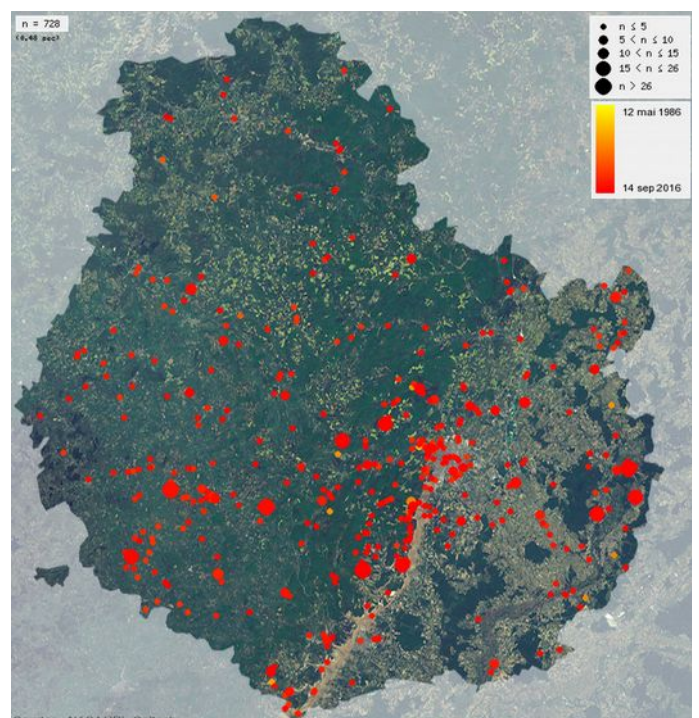 n = 728
(0.48 sec)
n ≤ 5
5 < n ≤ 10
10 < n ≤ 15
15 < n ≤ 26
n > 26
12 mai 1986
14 sep 2016